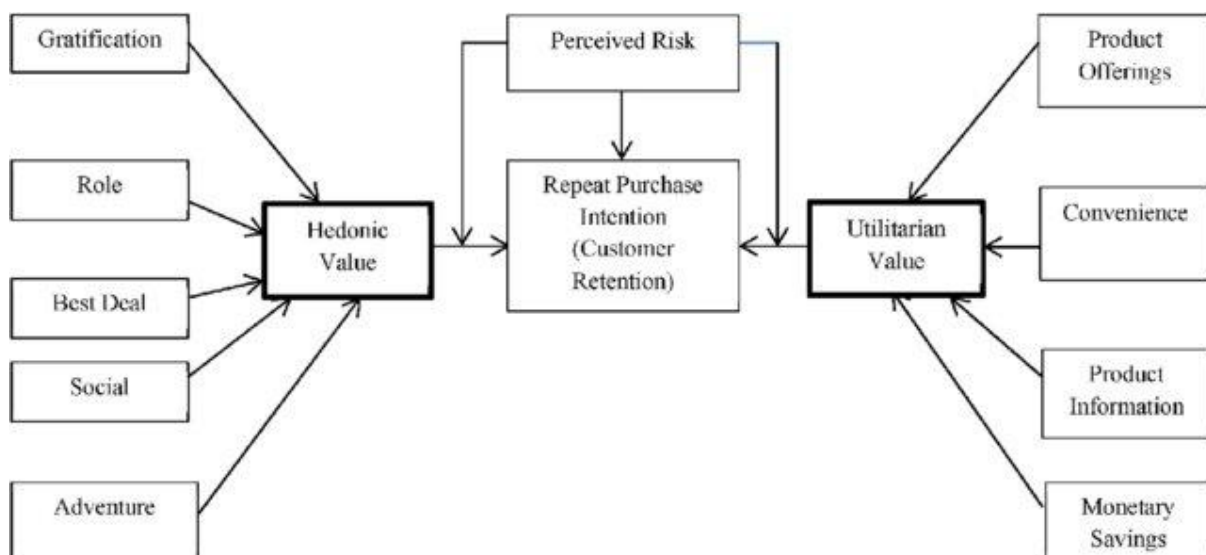 Gratification
Perceived Risk
Product
Offerings
Role
Repeat Purchase
Intention
(Customer
Retention)
Convenience
Hedonic
Value
Utilitarian
Value
Best Deal
Social
Product
Information
Adventure
Monetary
Savings